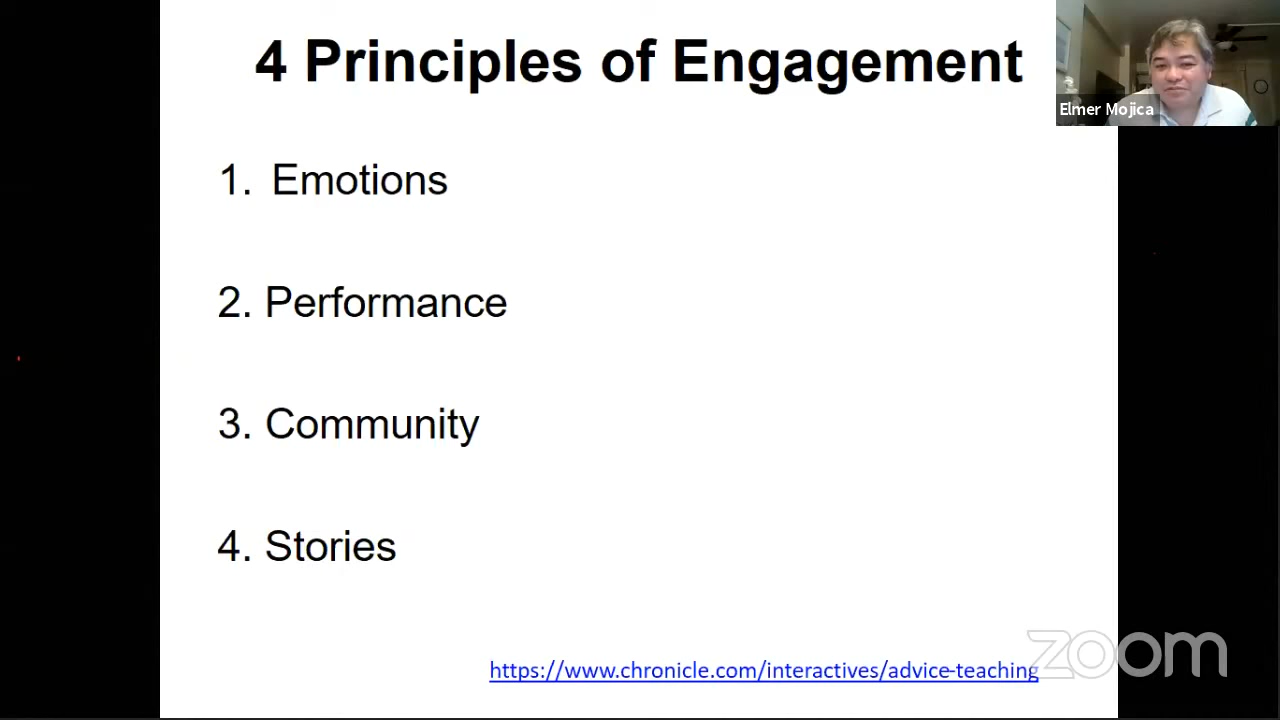 4 Principles of Engagement
Elmer Mojica
1. Emotions
2. Performance
3. Community
4. Stories
https://www.chronicle.com/interactives/advice-teaching
zoom